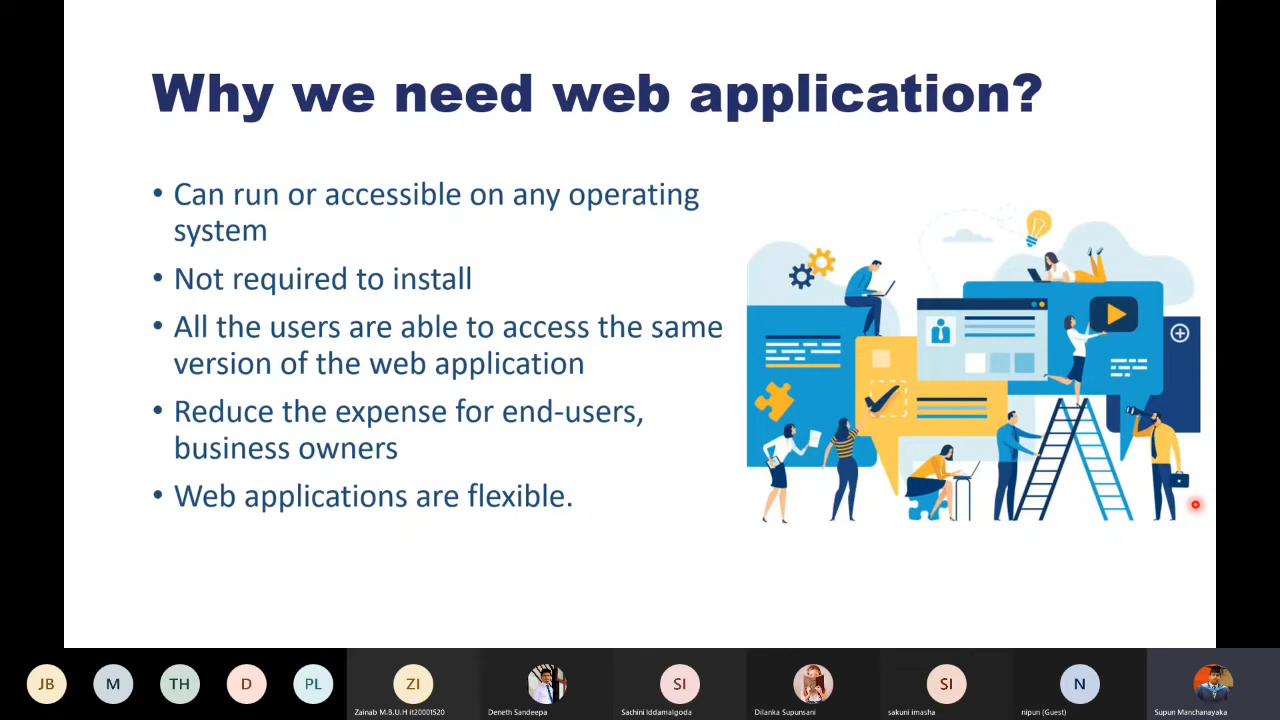 Why we need web application?
• Can run or accessible on any operating
system
• Not required to install
• All the users are able to access the same
version of the web application
• Reduce the expense for end-users,
business owners
• Web applications are flexible.
JB
M
TH
D
PL
ZI
SI
SI
N
Zainab M.B.U.H it20001520
Deneth Sandeepa
Sachini Iddamalgoda
Dilanka Supunsani
sakuni imasha
nipun (Guest)
Supun Manchanayaka